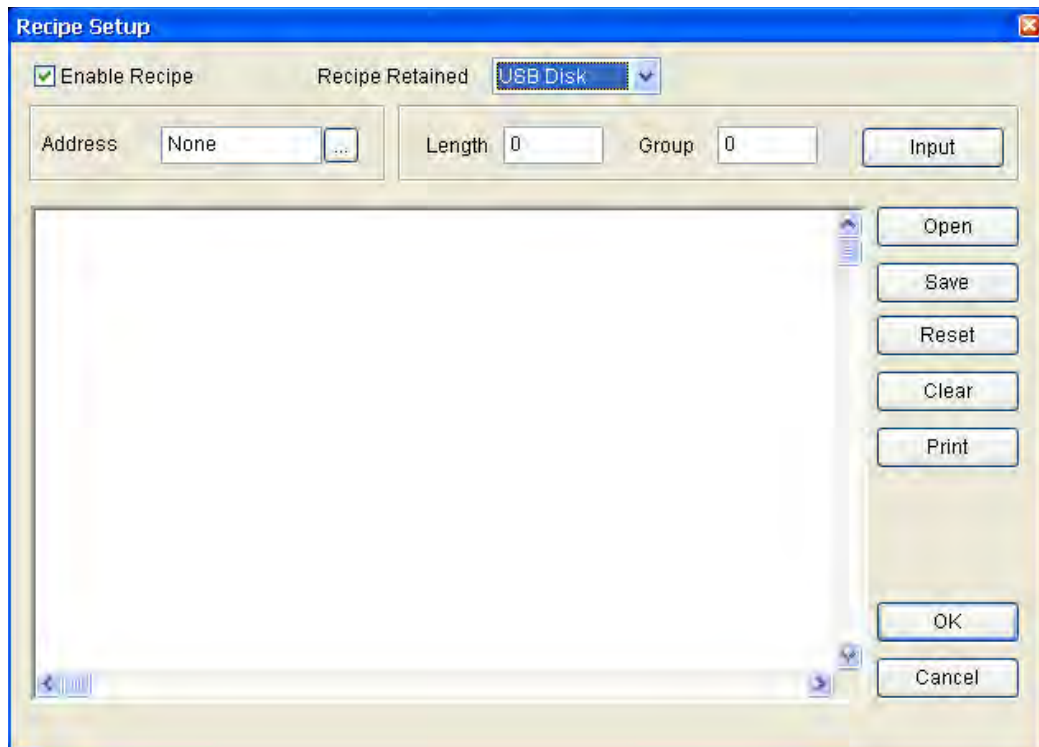 Recipe Setup
Enable Recipe Recipe Retained USB Disk
Address None ... Length 0 Group 0 Input
Open
Save
Reset
Clear
Print
OK
Cancel